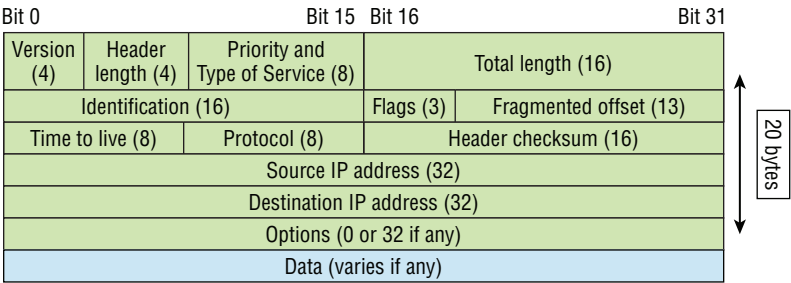 Bit 0 Bit 15 Bit 16 Bit 31
Version (4)
Header length (4)
Priority and Type of Service (8)
Total length (16)
Identification (16)
Flags (3)
Fragmented offset (13)
Time to live (8)
Protocol (8)
Header checksum (16)
Source IP address (32)
Destination IP address (32)
Options (0 or 32 if any)
Data (varies if any)
20 bytes